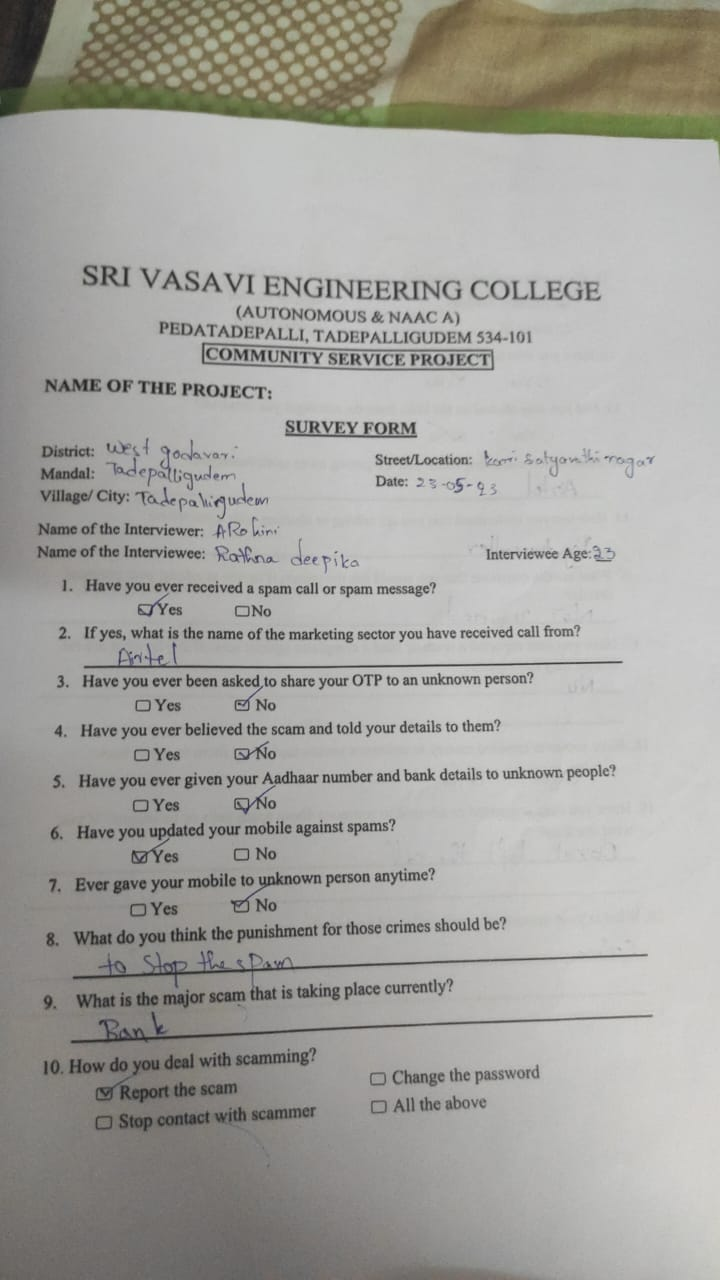 SRI VASAVI ENGINEERING COLLEGE
(AUTONOMOUS & NAAC A)
PEDATADEPALLI, TADEPALLIGUDEM 534-101
COMMUNITY SERVICE PROJECT
NAME OF THE PROJECT:
SURVEY FORM
District: West godavari
Mandal: Tadepalligudem
Village/ City: Tadepalligudem
Street/Location:
Date: 23-05-23
Name of the Interviewer: A Rohini
Name of the Interviewee: Rathna deepika
Interviewee Age: 23
1. Have you ever received a spam call or spam message?
☑ Yes ☐ No
2. If yes, what is the name of the marketing sector you have received call from?
Airtel
3. Have you ever been asked to share your OTP to an unknown person?
☐ Yes ☑ No
4. Have you ever believed the scam and told your details to them?
☐ Yes ☑ No
5. Have you ever given your Aadhaar number and bank details to unknown people?
☐ Yes ☑ No
6. Have you updated your mobile against spams?
☑ Yes ☐ No
7. Ever gave your mobile to unknown person anytime?
☐ Yes ☑ No
8. What do you think the punishment for those crimes should be?
to Stop the spam
9. What is the major scam that is taking place currently?
Bank
10. How do you deal with scamming?
☑ Report the scam ☐ Change the password
☐ Stop contact with scammer ☐ All the above